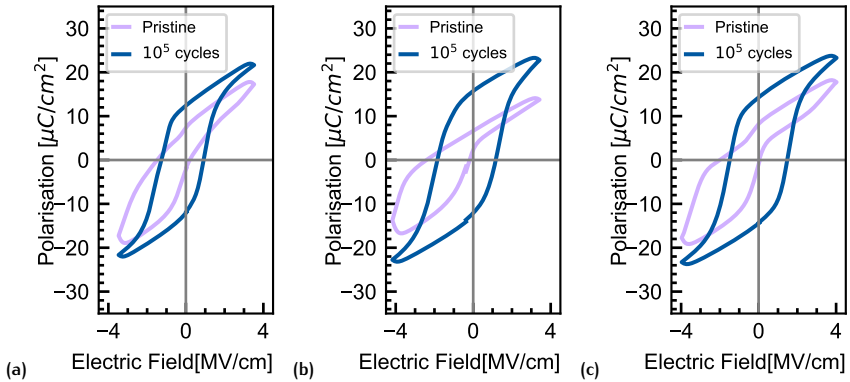 Polarisation [μC/cm²]
30
20
10
0
−10
−20
−30
Pristine
10⁵ cycles
−4
0
4
Electric Field[MV/cm]
(a)
Polarisation [μC/cm²]
30
20
10
0
−10
−20
−30
Pristine
10⁵ cycles
−4
0
4
Electric Field[MV/cm]
(b)
Polarisation [μC/cm²]
30
20
10
0
−10
−20
−30
Pristine
10⁵ cycles
−4
0
4
Electric Field[MV/cm]
(c)